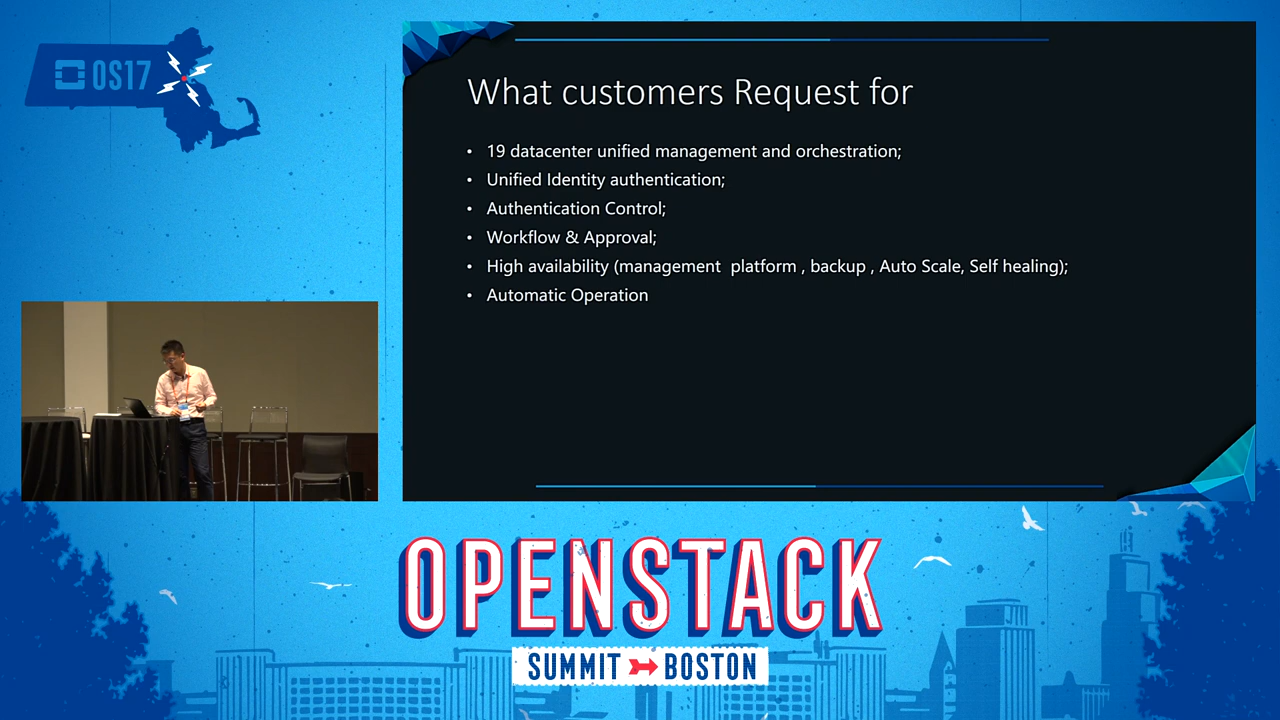 OS17
What customers Request for
• 19 datacenter unified management and orchestration;
• Unified Identity authentication;
• Authentication Control;
• Workflow & Approval;
• High availability (management platform , backup , Auto Scale, Self healing);
• Automatic Operation
OPENSTACK
SUMMIT BOSTON